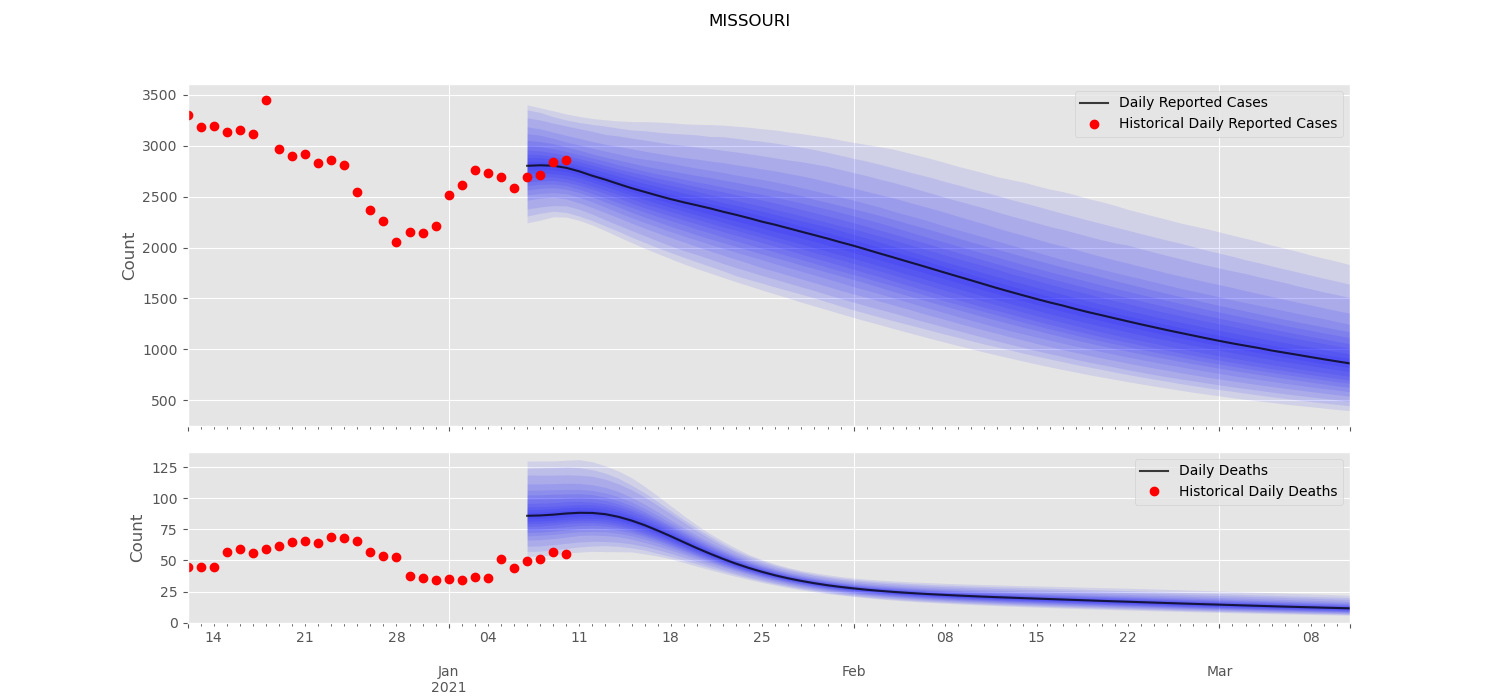 MISSOURI
3500
3000
2500
2000
1500
1000
500
Count
Daily Reported Cases
Historical Daily Reported Cases
125
100
75
50
25
0
Count
Daily Deaths
Historical Daily Deaths
14 21 28 04 11 18 25 08 15 22 08
Jan Feb Mar
2021